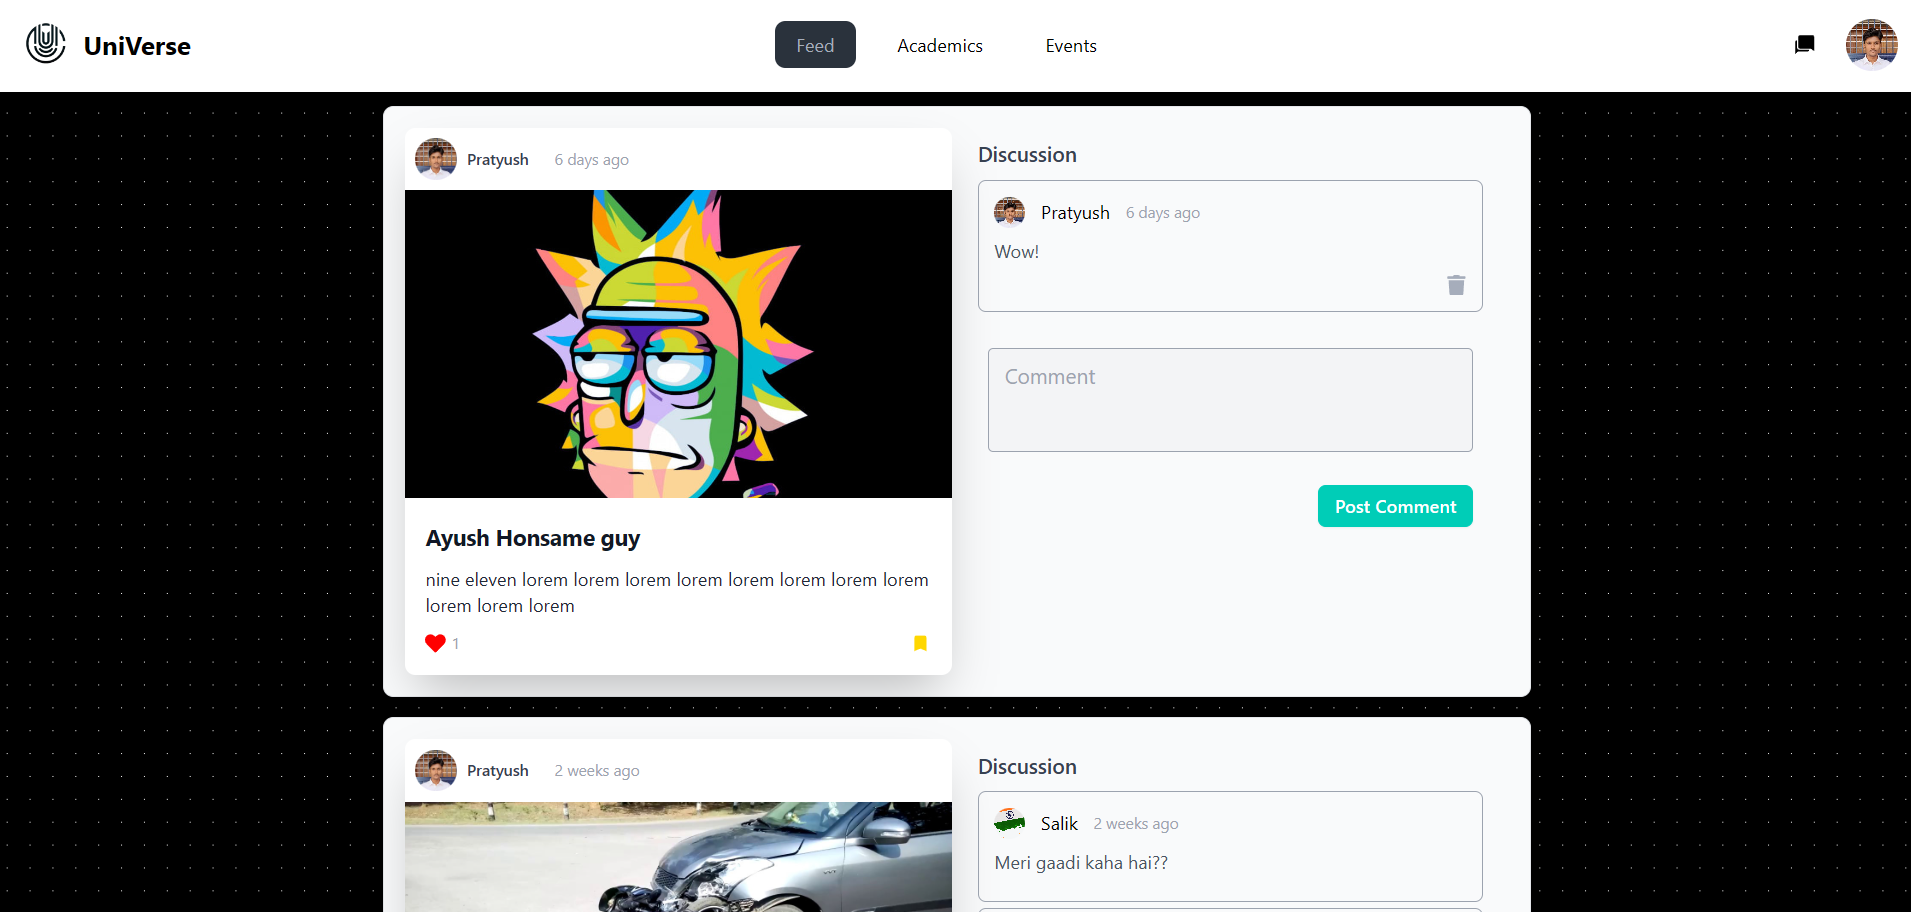 UniVerse
Feed
Academics
Events
Pratyush 6 days ago
Ayush Honsame guy
nine eleven lorem lorem lorem lorem lorem lorem lorem lorem
lorem lorem lorem
1
Discussion
Pratyush 6 days ago
Wow!
Comment
Post Comment
Pratyush 2 weeks ago
Discussion
Salik 2 weeks ago
Meri gaadi kaha hai??